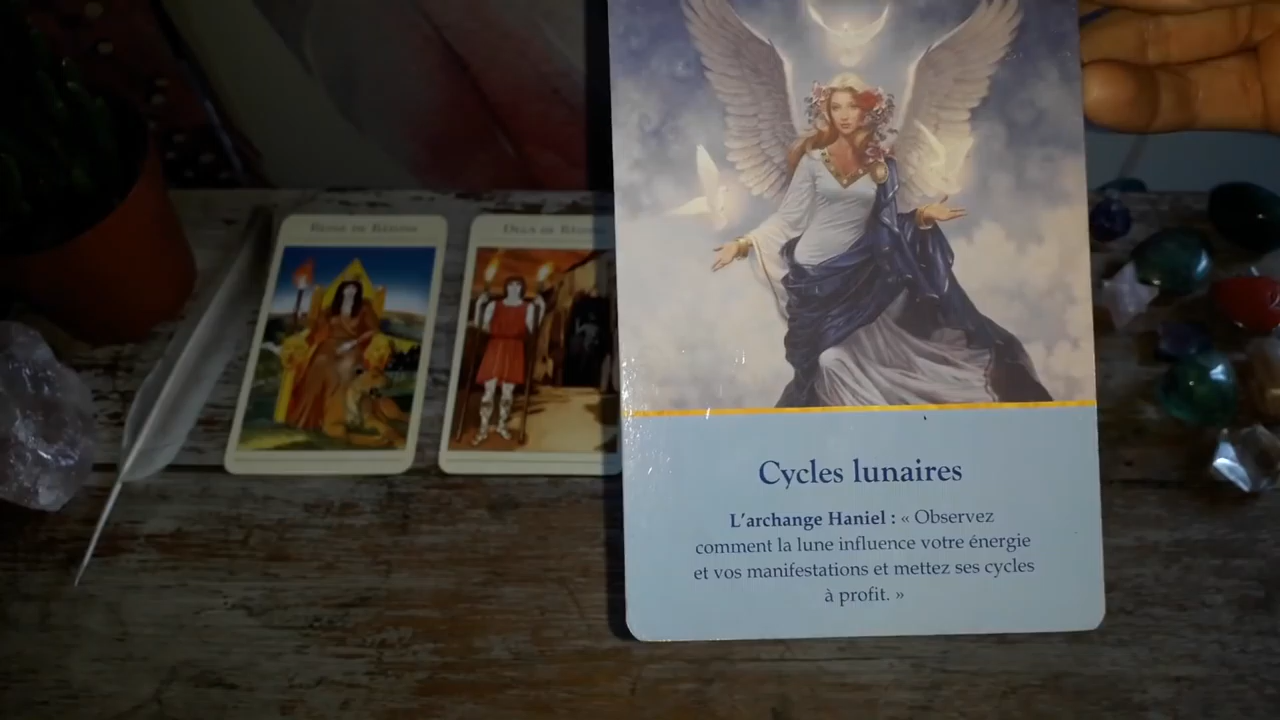 Cycles lunaires
L'archange Haniel : « Observez
comment la lune influence votre énergie
et vos manifestations et mettez ses cycles
à profit. »